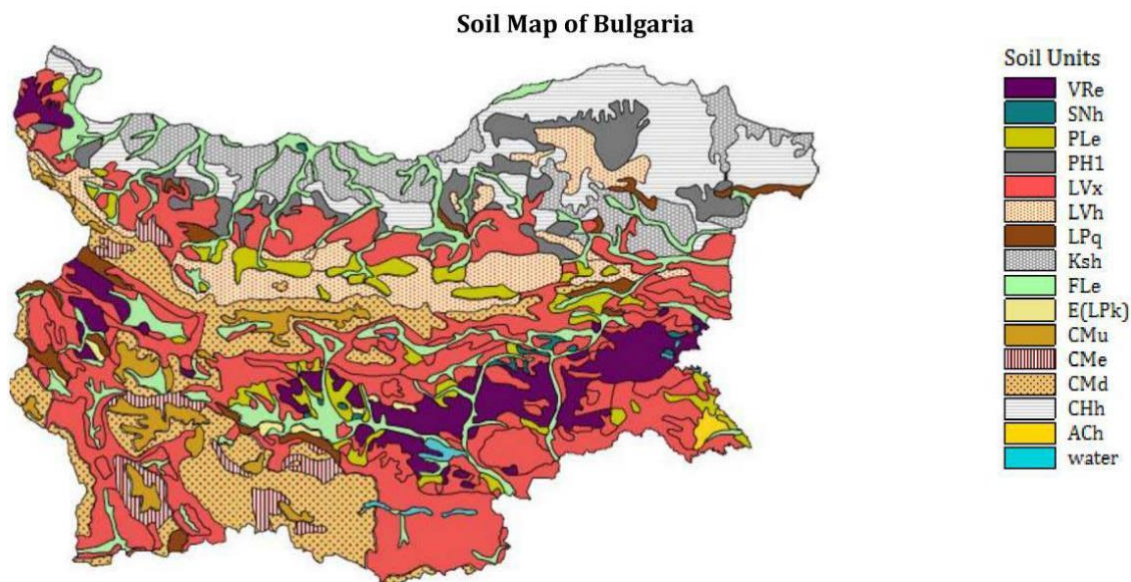 Soil Map of Bulgaria
Soil Units
VRe
SNh
PLe
PH1
LVx
LVh
LPq
Ksh
FLe
E(LPk)
CMu
CMe
CMd
CHh
ACh
water